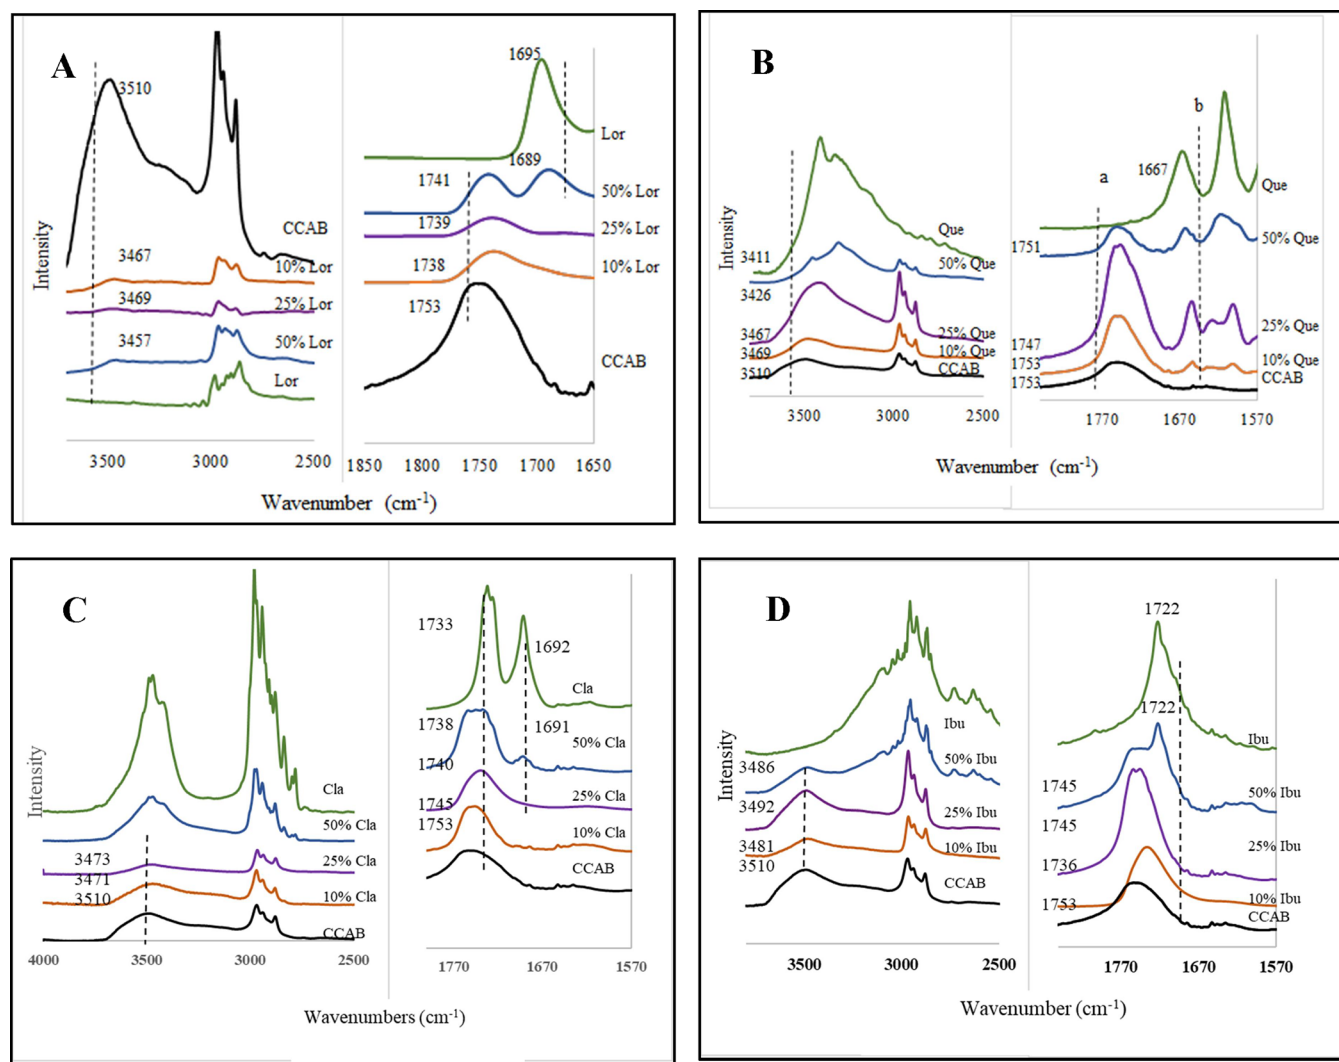 A
3510
CCAB
3467
10% Lor
3469
25% Lor
3457
50% Lor
Lor
Intensity
3500
3000
2500
1695
Lor
1689
1741
50% Lor
1739
25% Lor
1738
10% Lor
1753
CCAB
1850
1800
1750
1700
1650
Wavenumber (cm-1)
B
Que
3411
50% Que
3426
3467
25% Que
3469
10% Que
3510
CCAB
Intensity
3500
3000
2500
b
a
1667
Que
1751
50% Que
25% Que
1747
1753
10% Que
1753
CCAB
1770
1670
1570
Wavenumber (cm-1)
C
Cla
50% Cla
3473
25% Cla
3471
3510
10% Cla
CCAB
Intensity
4000
3500
3000
2500
1733
1692
Cla
1738
1691
50% Cla
1740
25% Cla
1745
1753
10% Cla
CCAB
1770
1670
1570
Wavenumbers (cm-1)
D
Ibu
3486
50% Ibu
3492
25% Ibu
3481
10% Ibu
3510
CCAB
Intensity
3500
3000
2500
1722
1722
Ibu
1745
50% Ibu
1745
25% Ibu
1736
10% Ibu
1753
CCAB
1770
1670
1570
Wavenumber (cm-1)